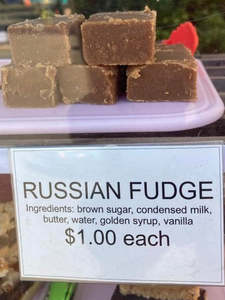 RUSSIAN FUDGE
Ingredients: brown sugar, condensed milk,
butter, water, golden syrup, vanilla
$1.00 each